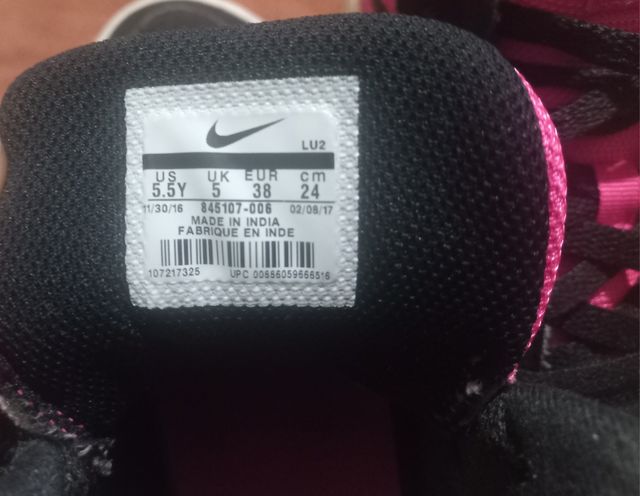 LU2
US UK EUR cm
5.5Y 5 38 24
11/30/16 845107-006 02/08/17
MADE IN INDIA
FABRIQUE EN INDE
107217325 UPC 00886059666516